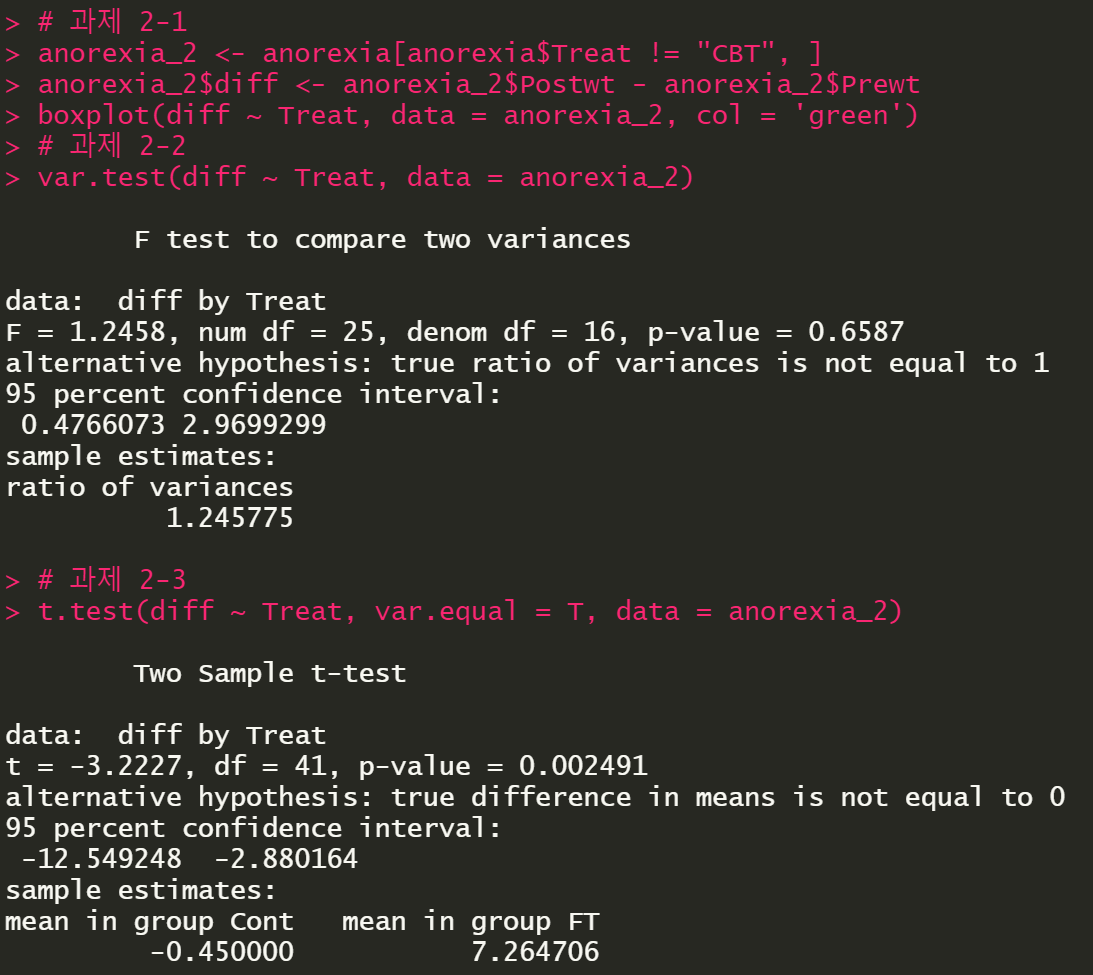 > # 과제 2-1
> anorexia_2 <- anorexia[anorexia$Treat != "CBT", ]
> anorexia_2$diff <- anorexia_2$Postwt - anorexia_2$Prewt
> boxplot(diff ~ Treat, data = anorexia_2, col = 'green')
> # 과제 2-2
> var.test(diff ~ Treat, data = anorexia_2)
F test to compare two variances
data:  diff by Treat
F = 1.2458, num df = 25, denom df = 16, p-value = 0.6587
alternative hypothesis: true ratio of variances is not equal to 1
95 percent confidence interval:
0.4766073 2.9699299
sample estimates:
ratio of variances
1.245775
> # 과제 2-3
> t.test(diff ~ Treat, var.equal = T, data = anorexia_2)
Two Sample t-test
data:  diff by Treat
t = -3.2227, df = 41, p-value = 0.002491
alternative hypothesis: true difference in means is not equal to 0
95 percent confidence interval:
-12.549248  -2.880164
sample estimates:
mean in group Cont   mean in group FT
-0.450000           7.264706